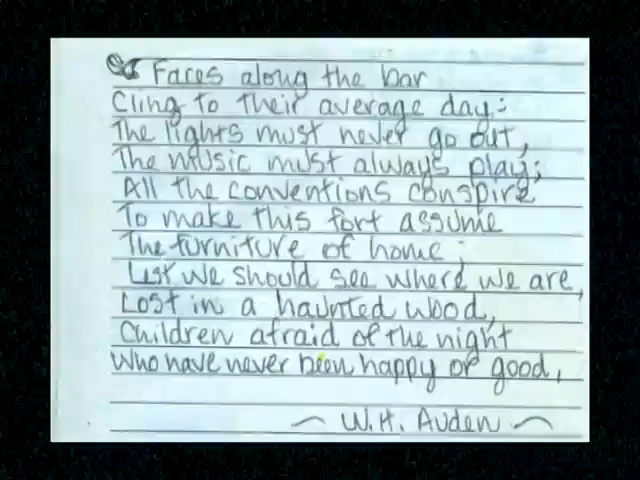 Faces along the bar
Cling to their average day:
The lights must never go out,
The music must always play;
All the conventions conspire
To make this fort assume
The furniture of home;
Lest we should see where we are,
Lost in a haunted wood,
Children afraid of the night
Who have never been happy or good,
~ W.H. Auden ~